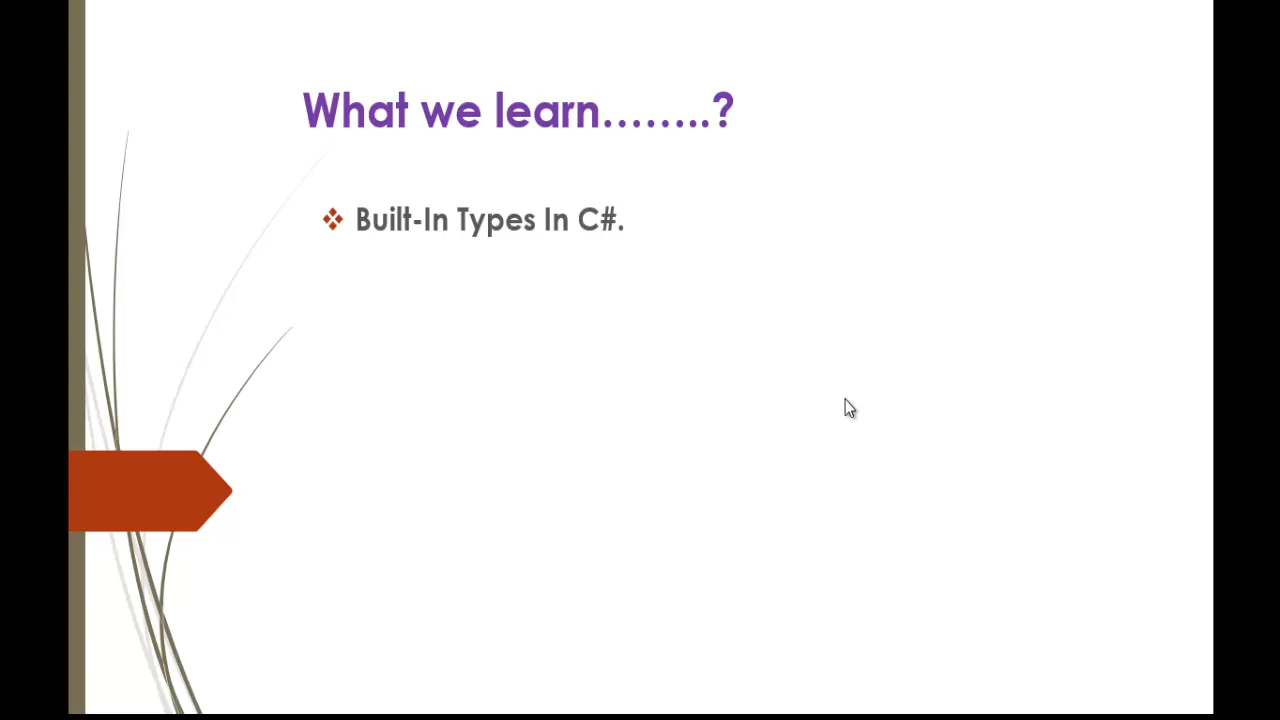 What we learn........?
Built-In Types In C#.